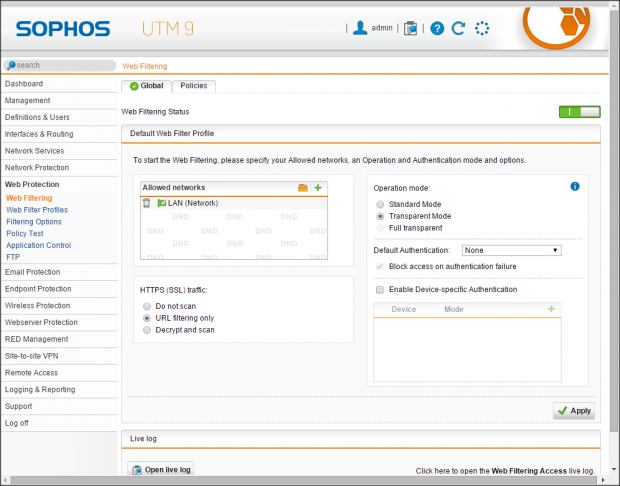 SOPHOS UTM 9
admin
search
Web Filtering
Dashboard
Management
Definitions & Users
Interfaces & Routing
Network Services
Network Protection
Web Protection
Web Filtering
Web Filter Profiles
Filtering Options
Policy Test
Application Control
FTP
Email Protection
Endpoint Protection
Wireless Protection
Webserver Protection
RED Management
Site-to-site VPN
Remote Access
Logging & Reporting
Support
Log off
Global Policies
Web Filtering Status
Default Web Filter Profile
To start the Web Filtering, please specify your Allowed networks, an Operation and Authentication mode and options.
Allowed networks
LAN (Network)
DND DND
DND DND DND
DND DND
DND DND DND
HTTPS (SSL) traffic:
Do not scan
URL filtering only
Decrypt and scan
Operation mode:
Standard Mode
Transparent Mode
Full transparent
Default Authentication: None
Block access on authentication failure
Enable Device-specific Authentication
Device Mode
Apply
Live log
Open live log
Click here to open the Web Filtering Access live log.